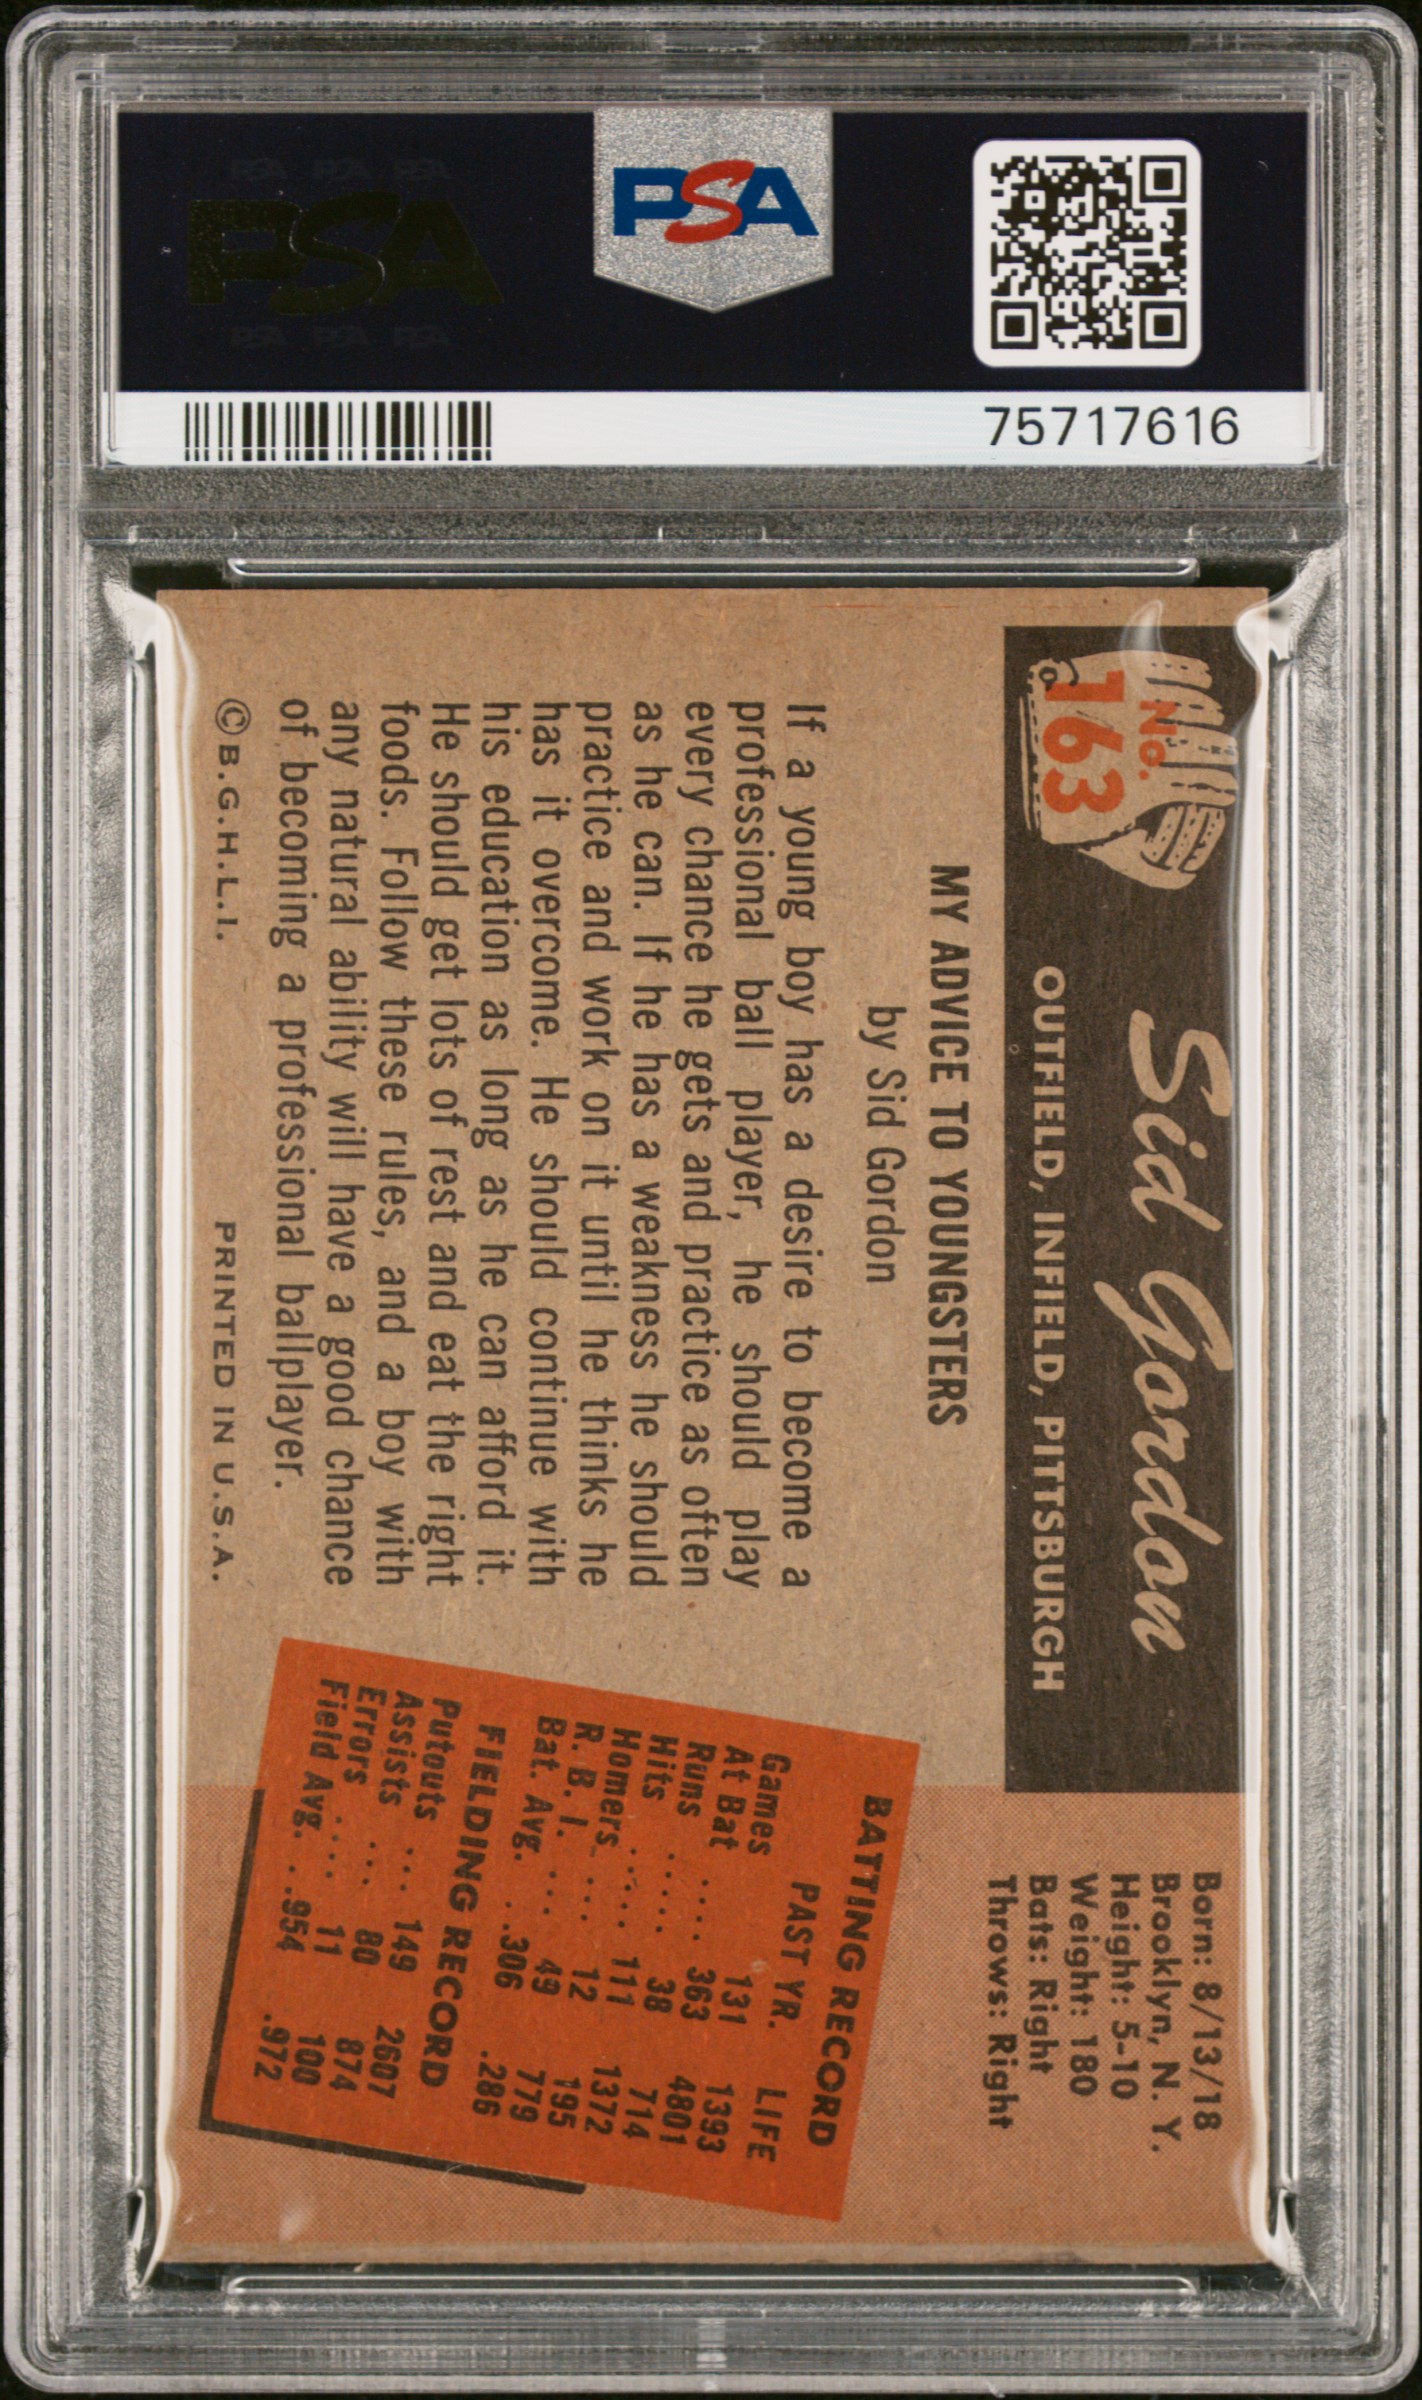 PSA PSA PSA
PSA
PSA PSA PSA
PSA
75717616
No.
163
Sid Gordon
OUTFIELD, INFIELD, PITTSBURGH
Born: 8/13/18
Brooklyn, N. Y.
Height: 5-10
Weight: 180
Bats: Right
Throws: Right
MY ADVICE TO YOUNGSTERS
by Sid Gordon
If a young boy has a desire to become a
professional ball player, he should play
every chance he gets and practice as often
as he can. If he has a weakness he should
practice and work on it until he thinks he
has it overcome. He should continue with
his education as long as he can afford it.
He should get lots of rest and eat the right
foods. Follow these rules, and a boy with
any natural ability will have a good chance
of becoming a professional ballplayer.
© B.G.H.L.I. PRINTED IN U.S.A.
BATTING RECORD
PAST YR. LIFE
Games 131 1393
At Bat .... 363 4801
Runs ..... 38 714
Hits ..... 111 1372
Homers ... 12 195
R. B. I. .... 49 779
Bat. Avg. . .306 .286
FIELDING RECORD
Putouts ... 149 2607
Assists ... 80 874
Errors .... 11 100
Field Avg. . .954 .972